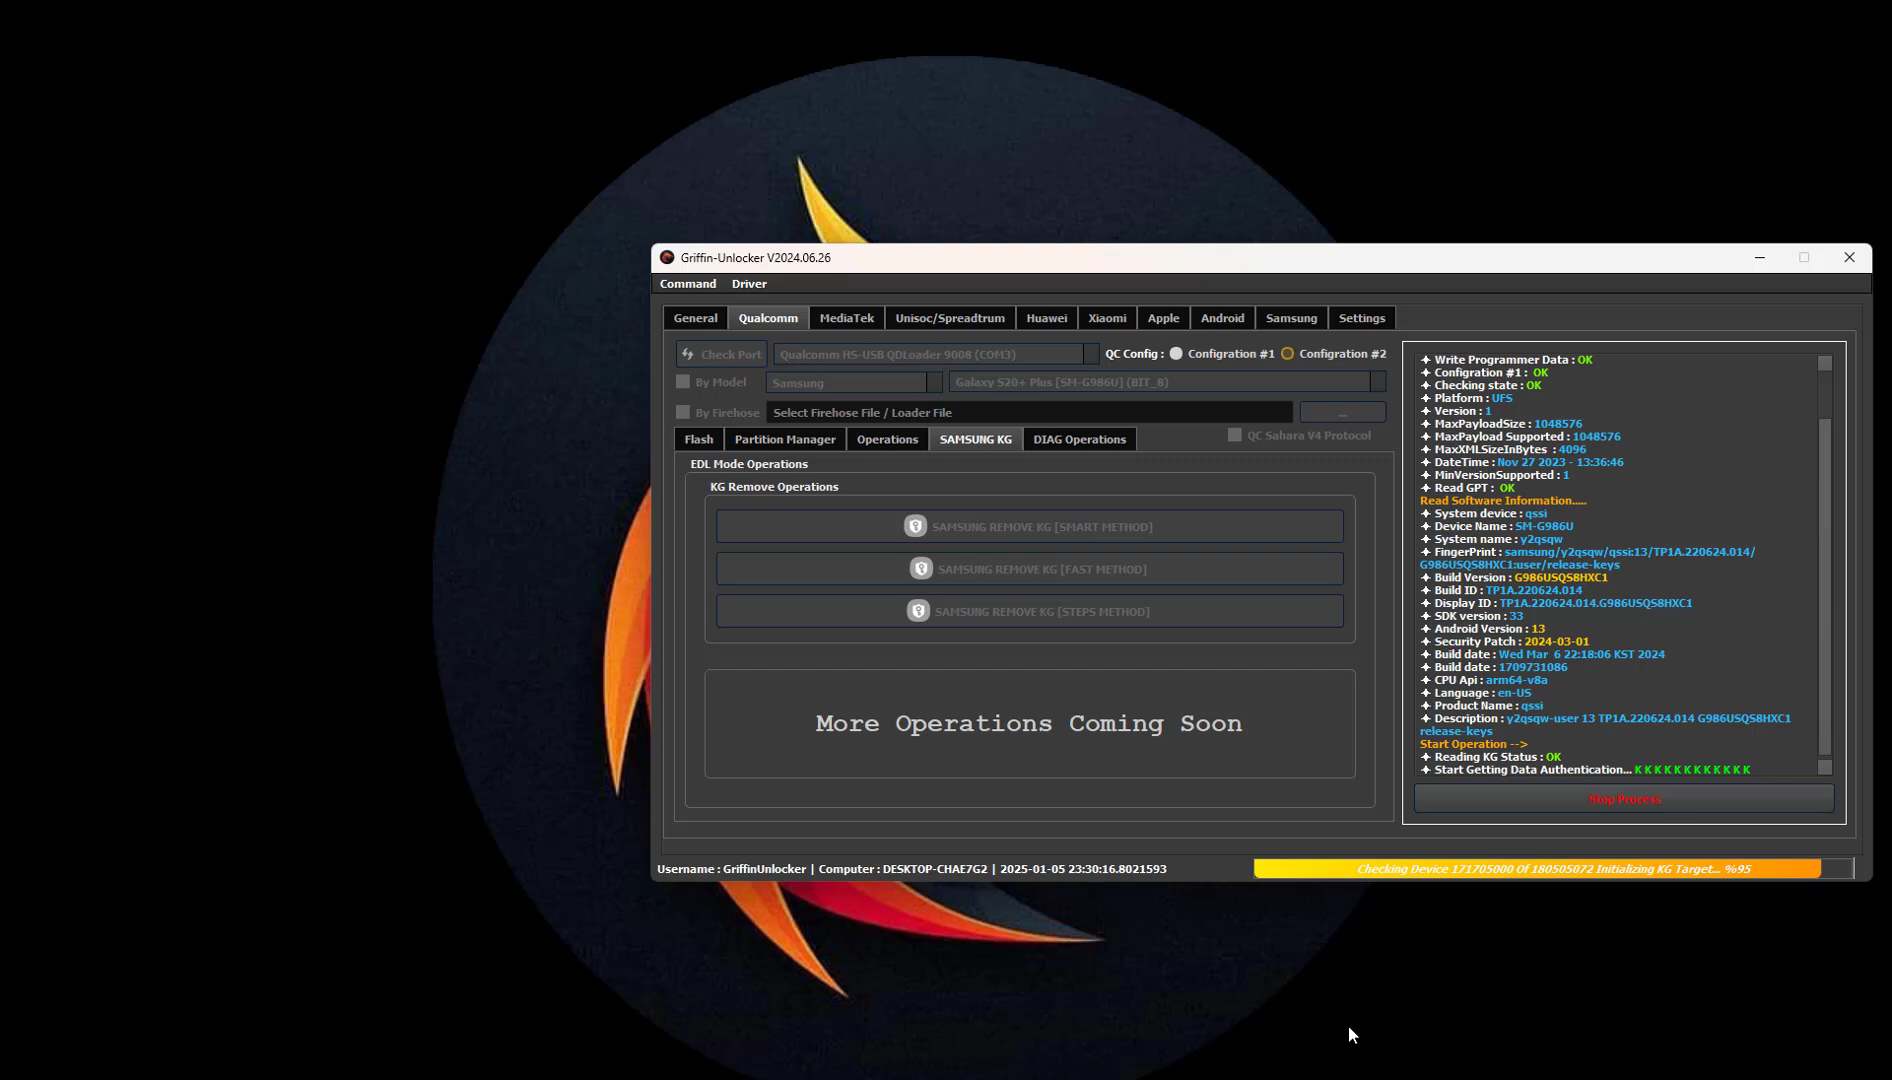 Griffin-Unlocker V2024.06.26
Command Driver
General Qualcomm MediaTek Unisoc/Spreadtrum Huawei Xiaomi Apple Android Samsung Settings
Check Port Qualcomm HS-USB QDLoader 9008 (COM3) QC Config : Configration #1 Configration #2
By Model Samsung Galaxy S20+ Plus [SM-G986U] (BIT_8)
By Firehose Select Firehose File / Loader File ...
Flash Partition Manager Operations SAMSUNG KG DIAG Operations QC Sahara V4 Protocol
EDL Mode Operations
KG Remove Operations
SAMSUNG REMOVE KG [SMART METHOD]
SAMSUNG REMOVE KG [FAST METHOD]
SAMSUNG REMOVE KG [STEPS METHOD]
More Operations Coming Soon
Write Programmer Data : OK
Configration #1 : OK
Checking state : OK
Platform : UFS
Version : 1
MaxPayloadSize : 1048576
MaxPayload Supported : 1048576
MaxXMLSizeInBytes : 4096
DateTime : Nov 27 2023 - 13:36:46
MinVersionSupported : 1
Read GPT : OK
Read Software Information.....
System device : qssi
Device Name : SM-G986U
System name : y2qsqw
FingerPrint : samsung/y2qsqw/qssi:13/TP1A.220624.014/
G986USQS8HXC1:user/release-keys
Build Version : G986USQS8HXC1
Build ID : TP1A.220624.014
Display ID : TP1A.220624.014.G986USQS8HXC1
SDK version : 33
Android Version : 13
Security Patch : 2024-03-01
Build date : Wed Mar 6 22:18:06 KST 2024
Build date : 1709731086
CPU Api : arm64-v8a
Language : en-US
Product Name : qssi
Description : y2qsqw-user 13 TP1A.220624.014 G986USQS8HXC1
release-keys
Start Operation -->
Reading KG Status : OK
Start Getting Data Authentication... K K K K K K K K K K K K
Stop Process
Username : GriffinUnlocker | Computer : DESKTOP-CHAE7G2 | 2025-01-05 23:30:16.8021593
Checking Device 171705000 Of 180505072 Initializing KG Target... %95